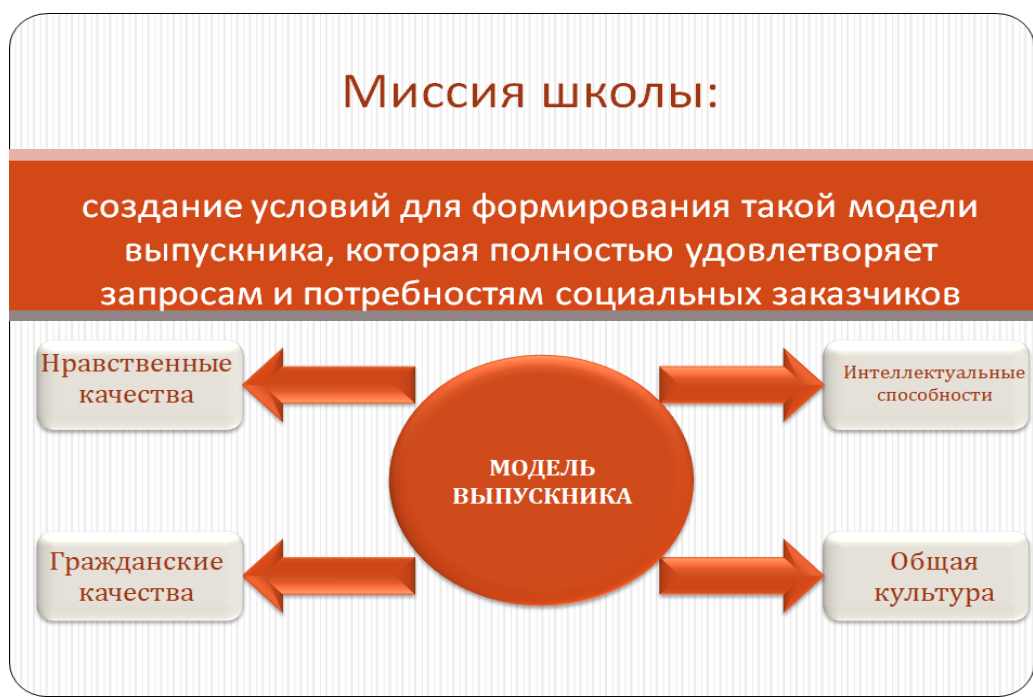 Миссия школы:
создание условий для формирования такой модели
выпускника, которая полностью удовлетворяет
запросам и потребностям социальных заказчиков
Нравственные
качества
Интеллектуальные
способности
МОДЕЛЬ
ВЫПУСКНИКА
Гражданские
качества
Общая
культура